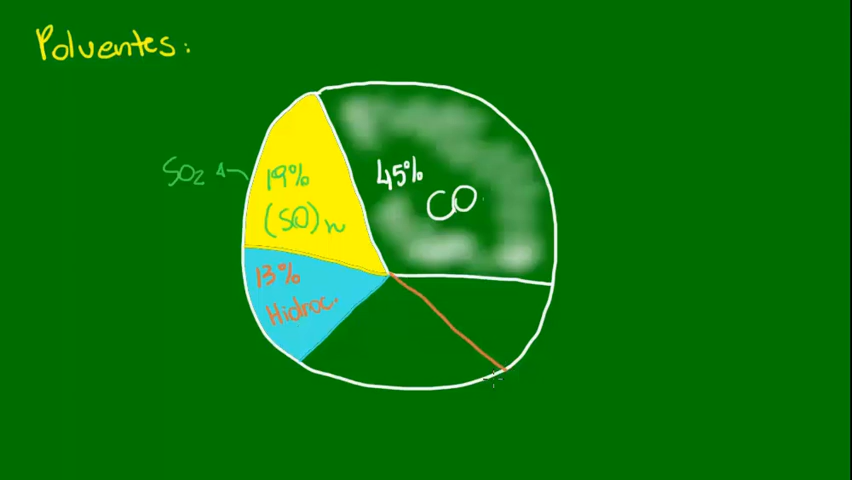 Poluentes:
45%
CO
SO2
19%
(SO)n
13%
Hidroc.